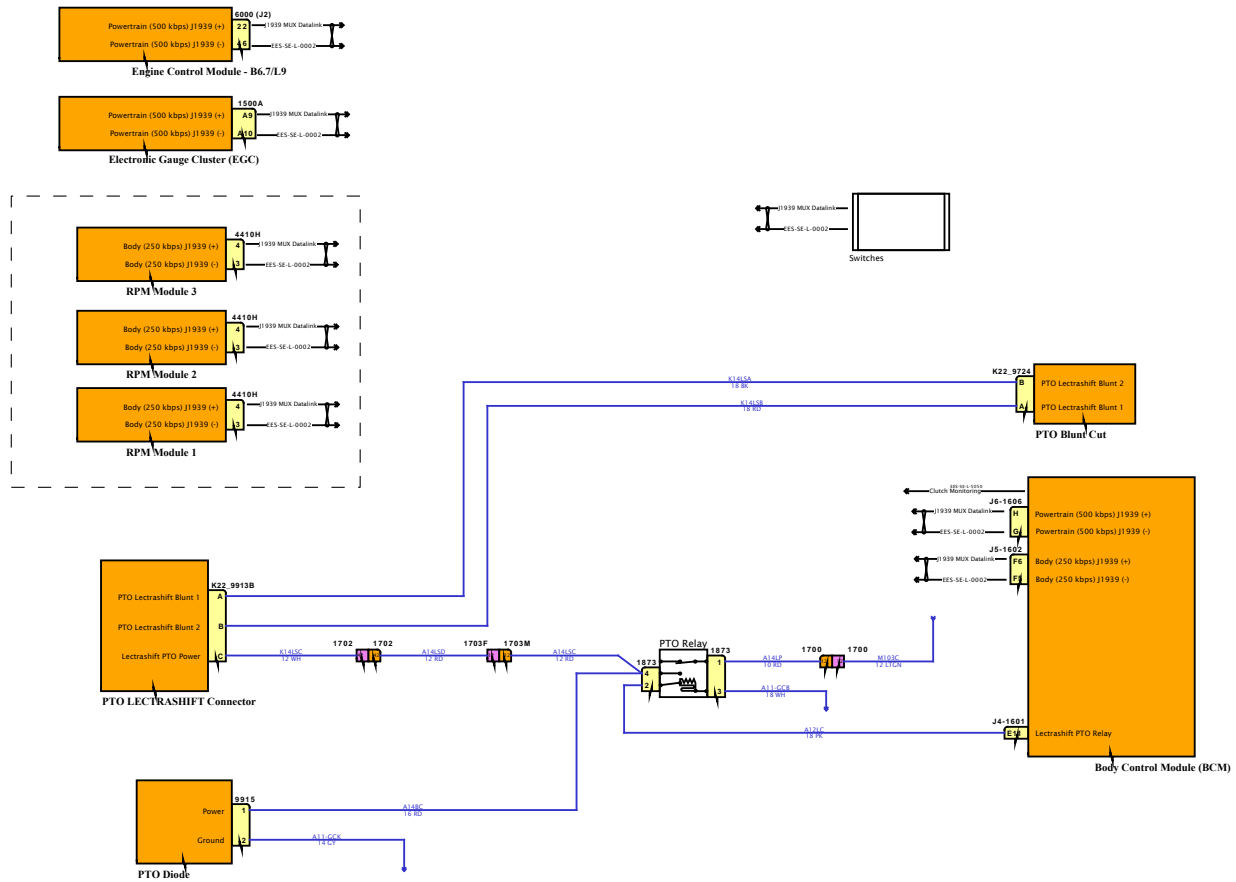 6000 (J2)
Powertrain (500 kbps) J1939 (+)
22
J1939 MUX Datalink
Powertrain (500 kbps) J1939 (-)
EES-SE-L-0002
Engine Control Module - B6.7/L9
1500A
Powertrain (500 kbps) J1939 (+)
A9
J1939 MUX Datalink
Powertrain (500 kbps) J1939 (-)
A10
EES-SE-L-0002
Electronic Gauge Cluster (EGC)
J1939 MUX Datalink
EES-SE-L-0002
Switches
4410H
Body (250 kbps) J1939 (+)
4
J1939 MUX Datalink
Body (250 kbps) J1939 (-)
3
EES-SE-L-0002
RPM Module 3
4410H
Body (250 kbps) J1939 (+)
4
J1939 MUX Datalink
Body (250 kbps) J1939 (-)
3
EES-SE-L-0002
RPM Module 2
4410H
Body (250 kbps) J1939 (+)
4
J1939 MUX Datalink
Body (250 kbps) J1939 (-)
3
EES-SE-L-0002
RPM Module 1
K14LSA
18 BK
K14LSB
18 RD
K22_9724
B
PTO Lectrashift Blunt 2
A
PTO Lectrashift Blunt 1
PTO Blunt Cut
EES-SE-L-5050
Clutch Monitoring
J6-1606
J1939 MUX Datalink
H
Powertrain (500 kbps) J1939 (+)
EES-SE-L-0002
G
Powertrain (500 kbps) J1939 (-)
J5-1602
J1939 MUX Datalink
F6
Body (250 kbps) J1939 (+)
EES-SE-L-0002
Body (250 kbps) J1939 (-)
K22_9913B
PTO Lectrashift Blunt 1
A
PTO Lectrashift Blunt 2
B
Lectrashift PTO Power
C
K14LSC
12 WH
1702
1702
A14LSD
12 RD
1703F
1703M
A14LSC
12 RD
PTO LECTRASHIFT Connector
PTO Relay
1873
1873
4
2
1
3
A14LP
10 RD
1700
1700
M103C
12 LTGN
A11-GCB
18 WH
A12LC
18 PK
J4-1601
Lectrashift PTO Relay
Body Control Module (BCM)
9915
Power
1
A14BC
16 RD
Ground
2
A11-GCK
14 GY
PTO Diode